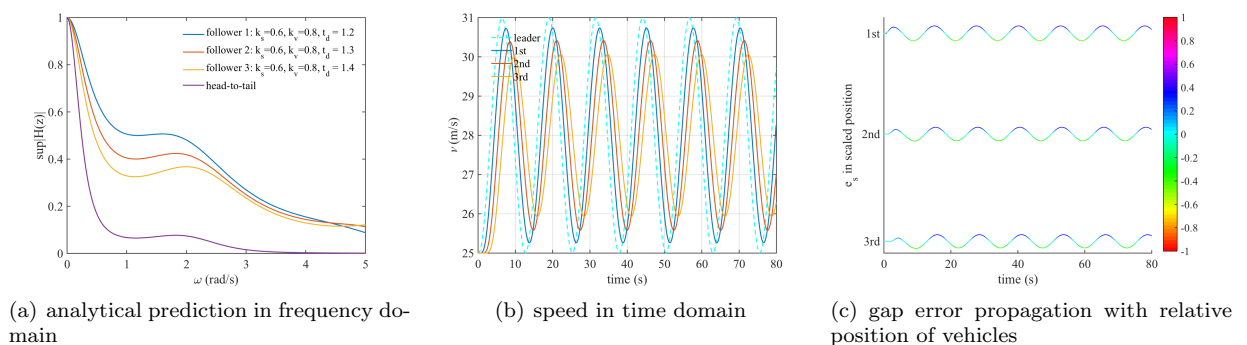 1
0.8
0.6
0.4
0.2
0
0
1
2
3
4
5
sup|H(z)|
ω (rad/s)
follower 1: k_s=0.6, k_v=0.8, t_d = 1.2
follower 2: k_s=0.6, k_v=0.8, t_d = 1.3
follower 3: k_s=0.6, k_v=0.8, t_d = 1.4
head-to-tail
(a) analytical prediction in frequency do-
main
31
30
29
28
27
26
25
0
10
20
30
40
50
60
70
80
ν (m/s)
time (s)
leader
1st
2nd
3rd
(b) speed in time domain
1st
2nd
3rd
e_s in scaled position
0
20
40
60
80
time (s)
1
0.8
0.6
0.4
0.2
0
-0.2
-0.4
-0.6
-0.8
-1
(c) gap error propagation with relative
position of vehicles